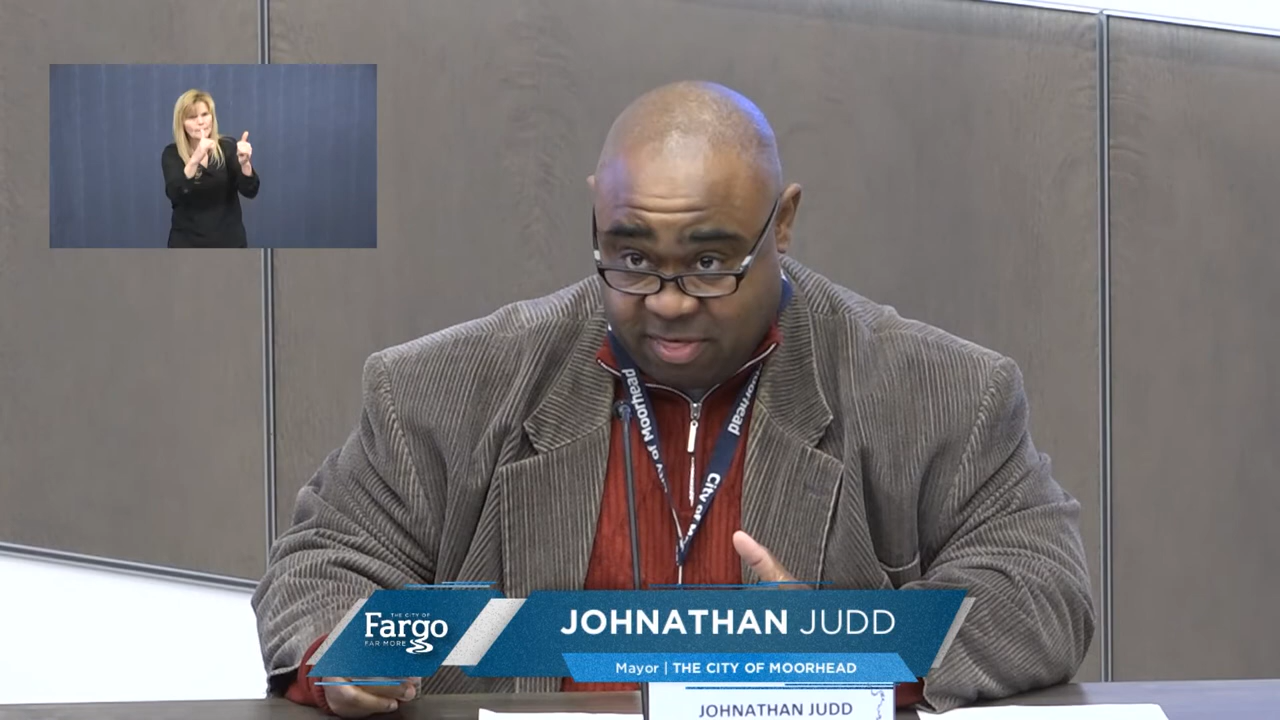 City of Moorhead
Moorhead
City of M
THE CITY OF
Fargo
FAR MORE
JOHNATHAN JUDD
Mayor | THE CITY OF MOORHEAD
JOHNATHAN JUDD